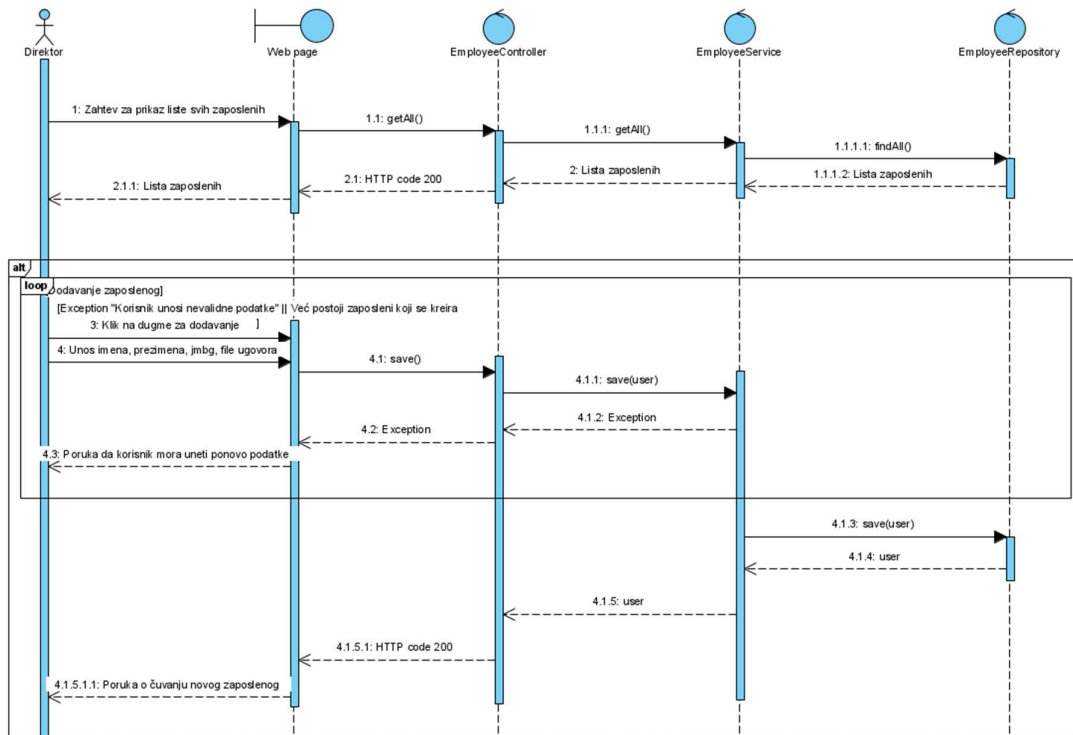 Direktor
Web page
EmployeeController
EmployeeService
EmployeeRepository
1: Zahtev za prikaz liste svih zaposlenih
1.1: getAll()
1.1.1: getAll()
1.1.1.1: findAll()
1.1.1.2: Lista zaposlenih
2: Lista zaposlenih
2.1: HTTP code 200
2.1.1: Lista zaposlenih
alt
loop
[Dodavanje zaposlenog]
[Exception "Korisnik unosi nevalidne podatke" || Već postoji zaposleni koji se kreira
]
3: Klik na dugme za dodavanje
4: Unos imena, prezimena, jmbg, file ugovora
4.1: save()
4.1.1: save(user)
4.1.2: Exception
4.2: Exception
4.3: Poruka da korisnik mora uneti ponovo podatke
4.1.3: save(user)
4.1.4: user
4.1.5: user
4.1.5.1: HTTP code 200
4.1.5.1.1: Poruka o čuvanju novog zaposlenog